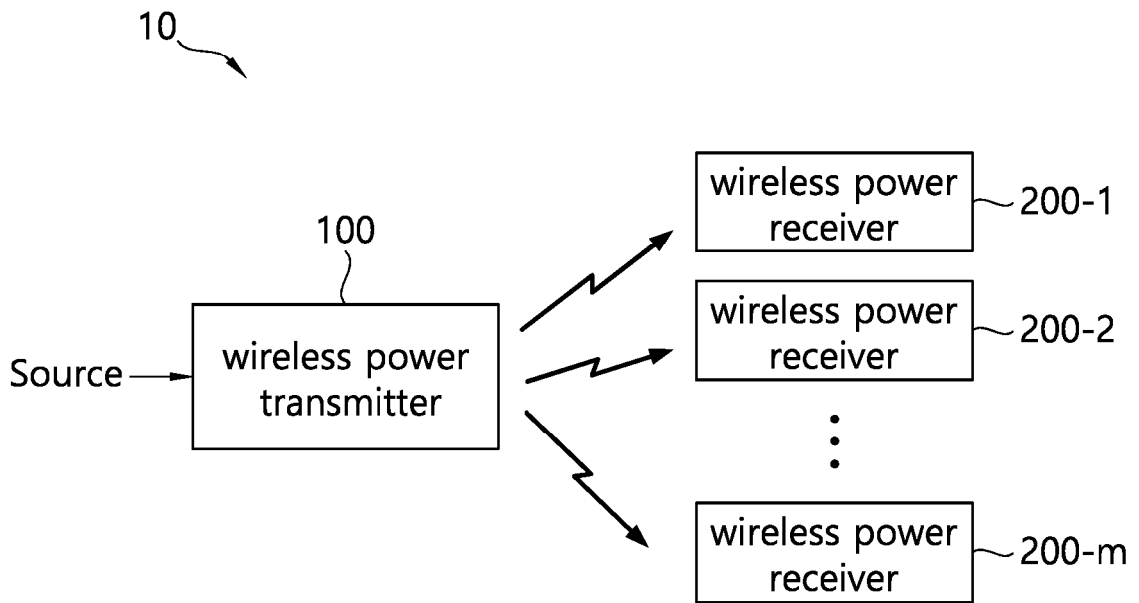 10
wireless power
receiver
200-1
100
wireless power
receiver
200-2
Source
wireless power
transmitter
wireless power
receiver
200-m